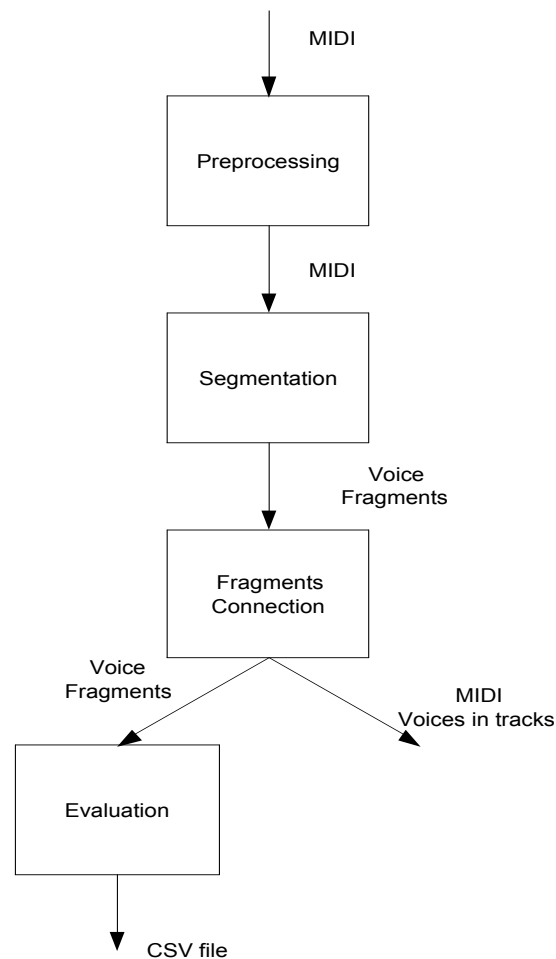 MIDI
Preprocessing
MIDI
Segmentation
Voice
Fragments
Fragments
Connection
Voice
Fragments
MIDI
Voices in tracks
Evaluation
CSV file